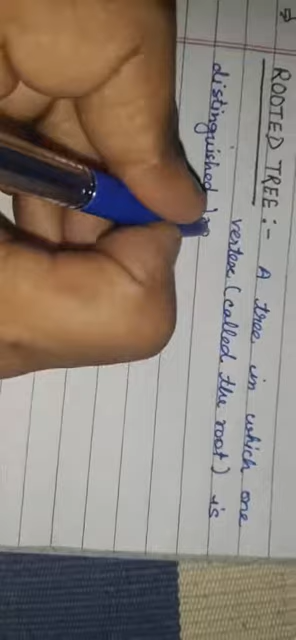 ⇒ ROOTED TREE :- A tree in which one
vertex (called the root) is
distinguished